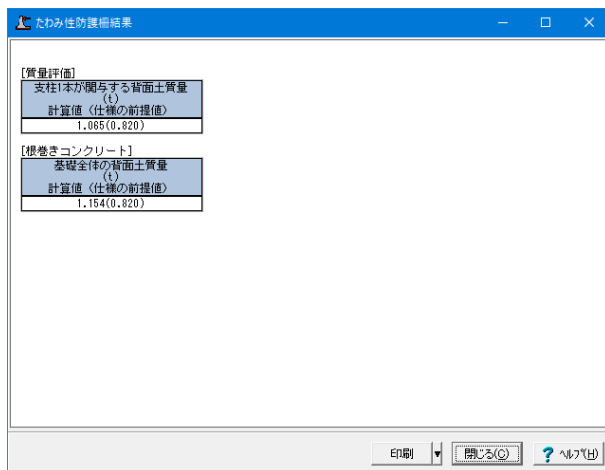 たわみ性防護柵結果
[質量評価]
支柱1本が関与する背面土質量
(t)
計算値（仕様の前提値）
1.065(0.820)
[根巻きコンクリート]
基礎全体の背面土質量
(t)
計算値（仕様の前提値）
1.154(0.820)
印刷
閉じる(C)
? ﾍﾙﾌﾟ(H)